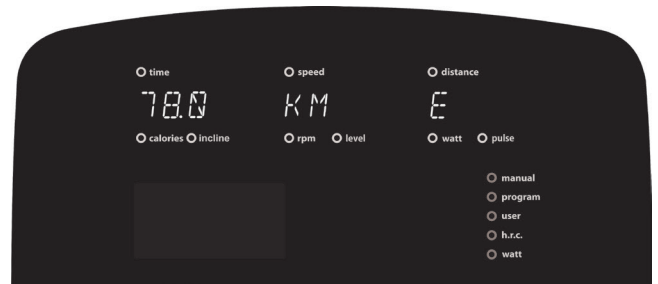 time speed distance
78.0 KM E
calories incline rpm level watt pulse
manual
program
user
h.r.c.
watt